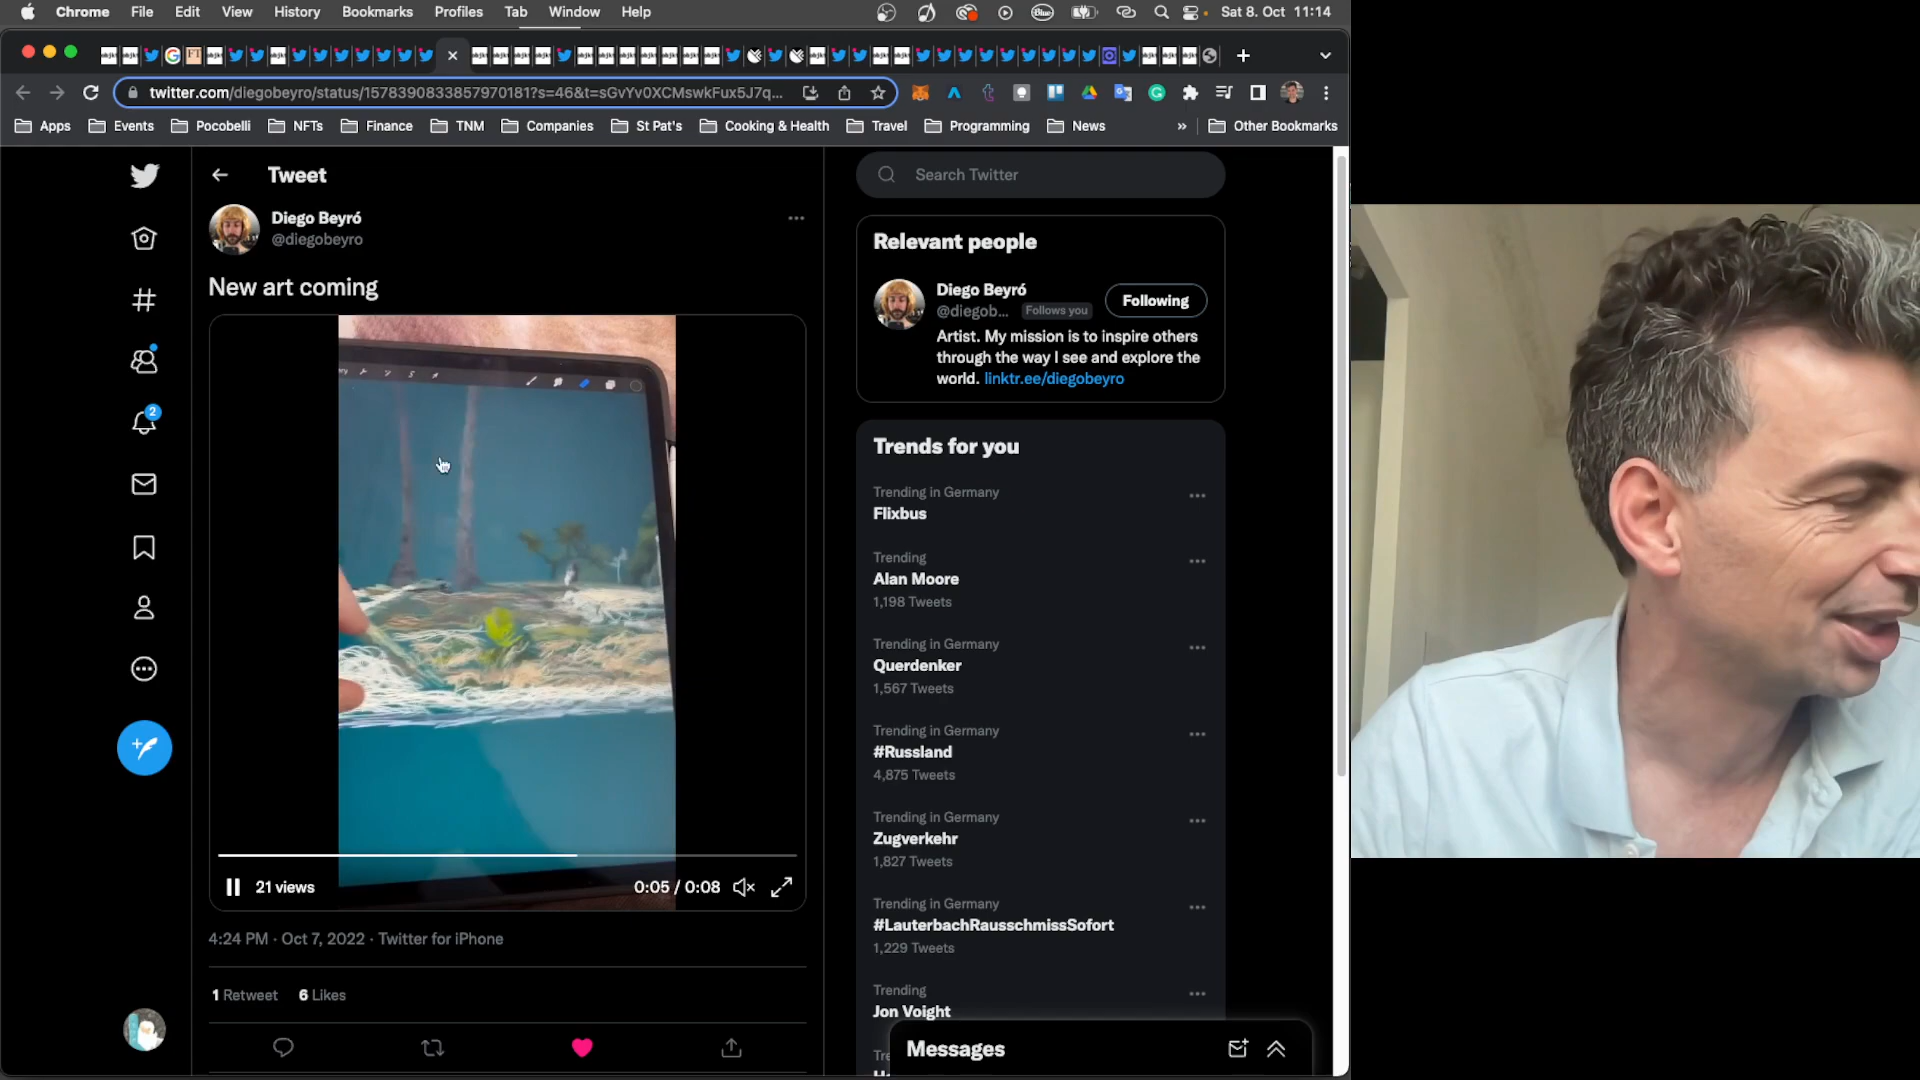 Chrome File Edit View History Bookmarks Profiles Tab Window Help
Blue
Sat 8. Oct 11:14
twitter.com/diegobeyro/status/1578390833857970181?s=46&t=sGvYv0XCMswkFux5J7q...
Apps Events Pocobelli NFTs Finance TNM Companies St Pat's Cooking & Health Travel Programming News » Other Bookmarks
Tweet
Diego Beyró
@diegobeyro
New art coming
21 views
0:05 / 0:08
4:24 PM · Oct 7, 2022 · Twitter for iPhone
1 Retweet 6 Likes
2
Search Twitter
Relevant people
Diego Beyró
@diegob... Follows you
Following
Artist. My mission is to inspire others
through the way I see and explore the
world. linktr.ee/diegobeyro
Trends for you
Trending in Germany
Flixbus
Trending
Alan Moore
1,198 Tweets
Trending in Germany
Querdenker
1,567 Tweets
Trending in Germany
#Russland
4,875 Tweets
Trending in Germany
Zugverkehr
1,827 Tweets
Trending in Germany
#LauterbachRausschmissSofort
1,229 Tweets
Trending
Jon Voight
Messages